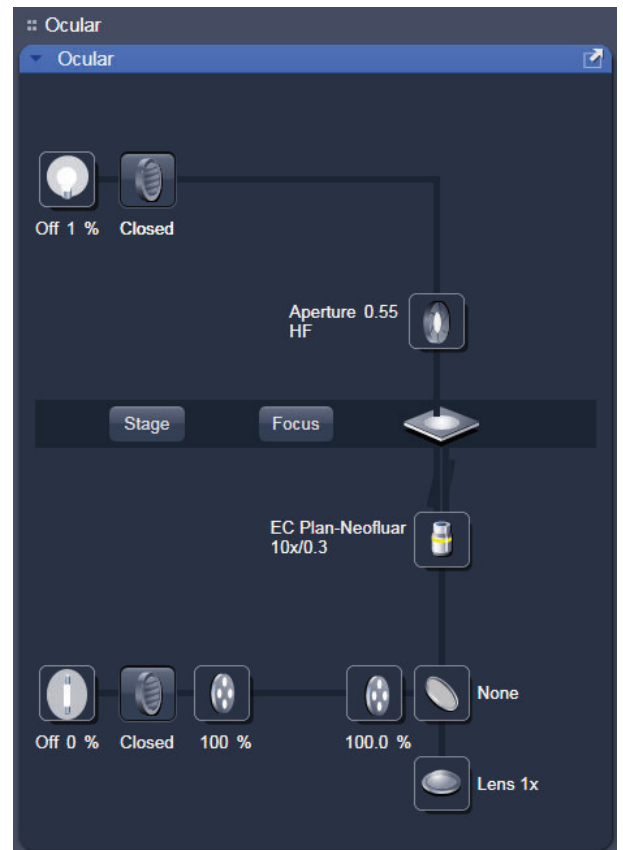 Ocular
Ocular
Off 1 % Closed
Aperture 0.55
HF
Stage Focus
EC Plan-Neofluar
10x/0.3
None
Off 0 % Closed 100 % 100.0 %
Lens 1x